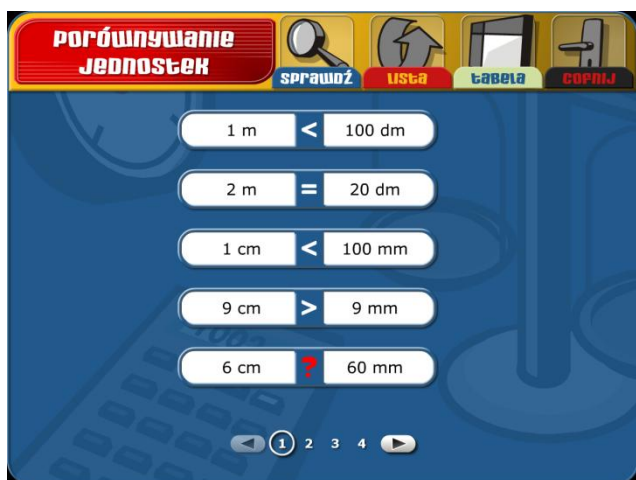 Porównywanie
jednostek
sprawdź lista tabela cofnij
1 m < 100 dm
2 m = 20 dm
1 cm < 100 mm
9 cm > 9 mm
6 cm ? 60 mm
1 2 3 4